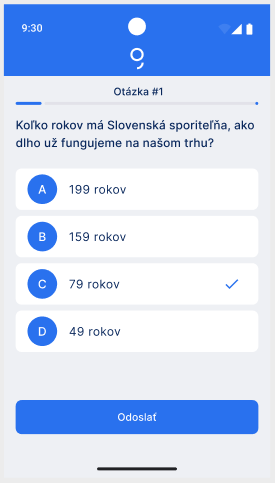 9:30
Otázka #1
Koľko rokov má Slovenská sporiteľňa, ako
dlho už fungujeme na našom trhu?
A 199 rokov
B 159 rokov
C 79 rokov
D 49 rokov
Odoslať